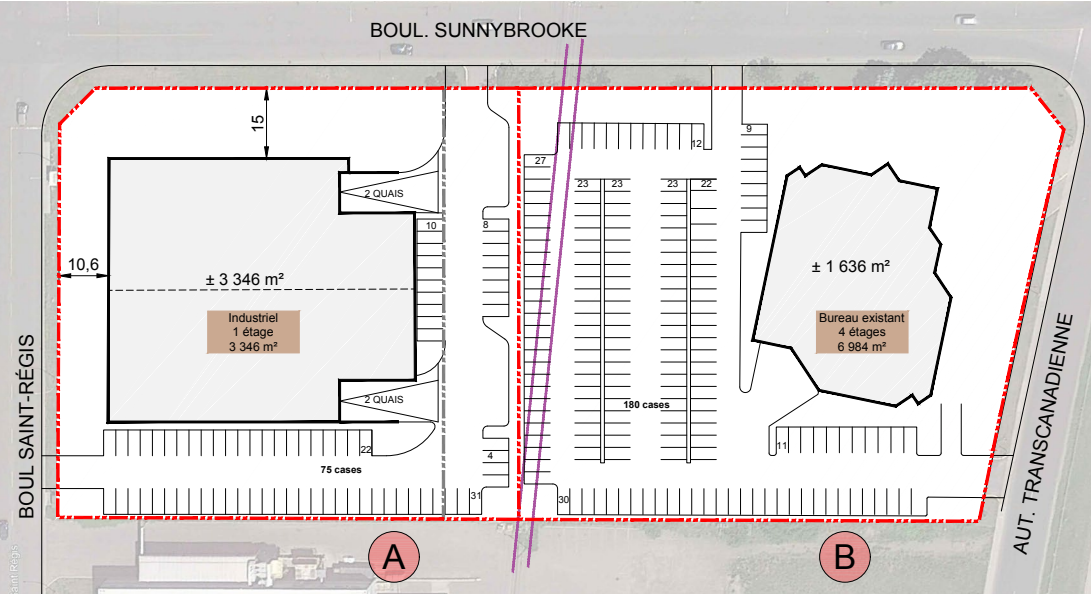 BOUL. SUNNYBROOKE
15
12
9
27
23
23
23
22
2 QUAIS
10
8
10,6
± 3 346 m²
± 1 636 m²
Industriel
1 étage
3 346 m²
Bureau existant
4 étages
6 984 m²
2 QUAIS
180 cases
BOUL SAINT-RÉGIS
AUT. TRANSCANADIENNE
22
4
11
75 cases
31
30
A
B